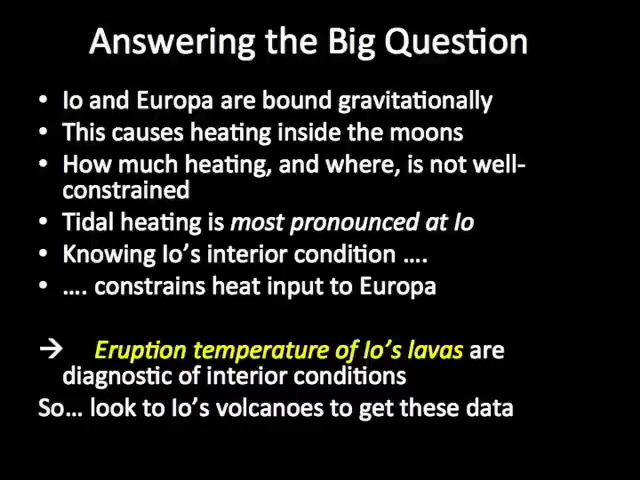 Answering the Big Question
• Io and Europa are bound gravitationally
• This causes heating inside the moons
• How much heating, and where, is not well-
constrained
• Tidal heating is most pronounced at Io
• Knowing Io's interior condition ....
• .... constrains heat input to Europa
→ Eruption temperature of Io's lavas are
diagnostic of interior conditions
So... look to Io's volcanoes to get these data